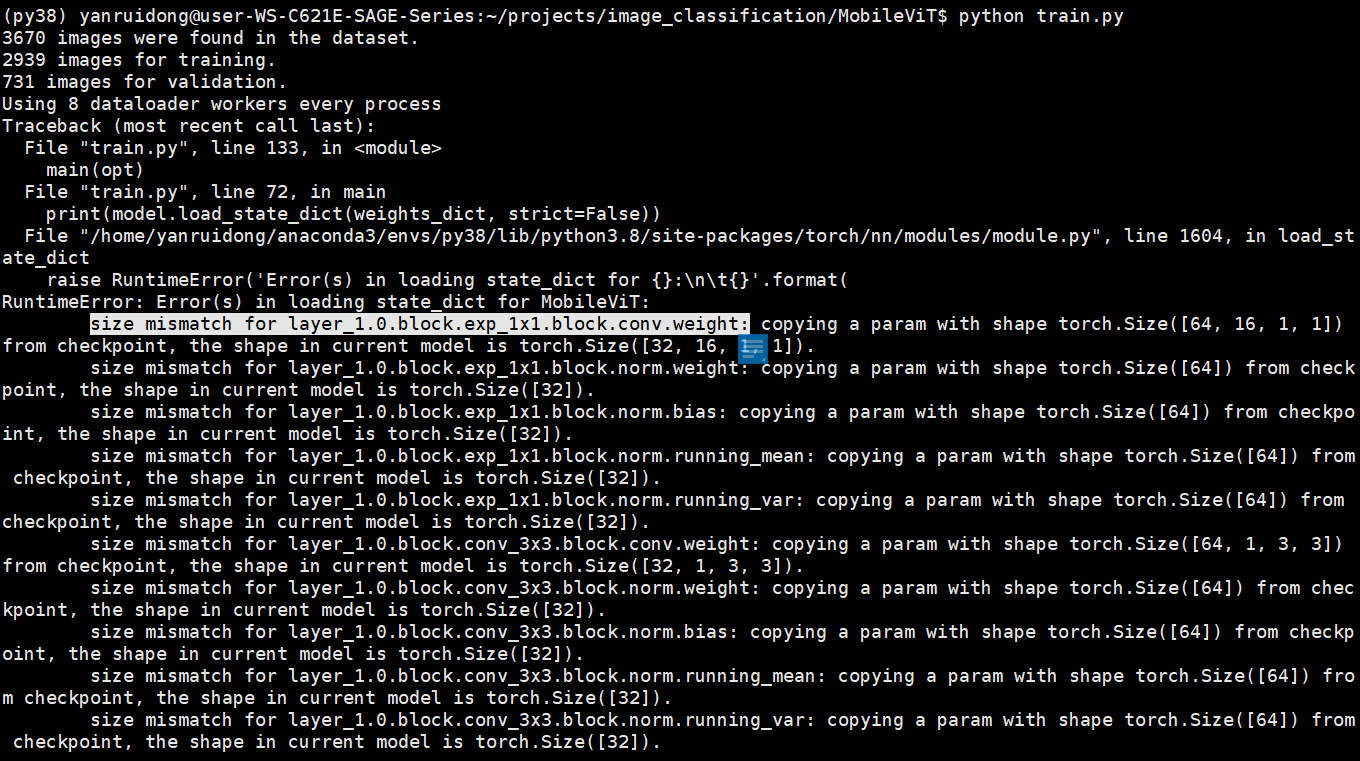 (py38) yanruidong@user-WS-C621E-SAGE-Series:~/projects/image_classification/MobileViT$ python train.py
3670 images were found in the dataset.
2939 images for training.
731 images for validation.
Using 8 dataloader workers every process
Traceback (most recent call last):
  File "train.py", line 133, in <module>
    main(opt)
  File "train.py", line 72, in main
    print(model.load_state_dict(weights_dict, strict=False))
  File "/home/yanruidong/anaconda3/envs/py38/lib/python3.8/site-packages/torch/nn/modules/module.py", line 1604, in load_st
ate_dict
    raise RuntimeError('Error(s) in loading state_dict for {}:\n\t{}'.format(
RuntimeError: Error(s) in loading state_dict for MobileViT:
        size mismatch for layer_1.0.block.exp_1x1.block.conv.weight: copying a param with shape torch.Size([64, 16, 1, 1])
from checkpoint, the shape in current model is torch.Size([32, 16, 1, 1]).
        size mismatch for layer_1.0.block.exp_1x1.block.norm.weight: copying a param with shape torch.Size([64]) from check
point, the shape in current model is torch.Size([32]).
        size mismatch for layer_1.0.block.exp_1x1.block.norm.bias: copying a param with shape torch.Size([64]) from checkpo
int, the shape in current model is torch.Size([32]).
        size mismatch for layer_1.0.block.exp_1x1.block.norm.running_mean: copying a param with shape torch.Size([64]) from
 checkpoint, the shape in current model is torch.Size([32]).
        size mismatch for layer_1.0.block.exp_1x1.block.norm.running_var: copying a param with shape torch.Size([64]) from
checkpoint, the shape in current model is torch.Size([32]).
        size mismatch for layer_1.0.block.conv_3x3.block.conv.weight: copying a param with shape torch.Size([64, 1, 3, 3])
from checkpoint, the shape in current model is torch.Size([32, 1, 3, 3]).
        size mismatch for layer_1.0.block.conv_3x3.block.norm.weight: copying a param with shape torch.Size([64]) from chec
kpoint, the shape in current model is torch.Size([32]).
        size mismatch for layer_1.0.block.conv_3x3.block.norm.bias: copying a param with shape torch.Size([64]) from checkp
oint, the shape in current model is torch.Size([32]).
        size mismatch for layer_1.0.block.conv_3x3.block.norm.running_mean: copying a param with shape torch.Size([64]) fro
m checkpoint, the shape in current model is torch.Size([32]).
        size mismatch for layer_1.0.block.conv_3x3.block.norm.running_var: copying a param with shape torch.Size([64]) from
 checkpoint, the shape in current model is torch.Size([32]).